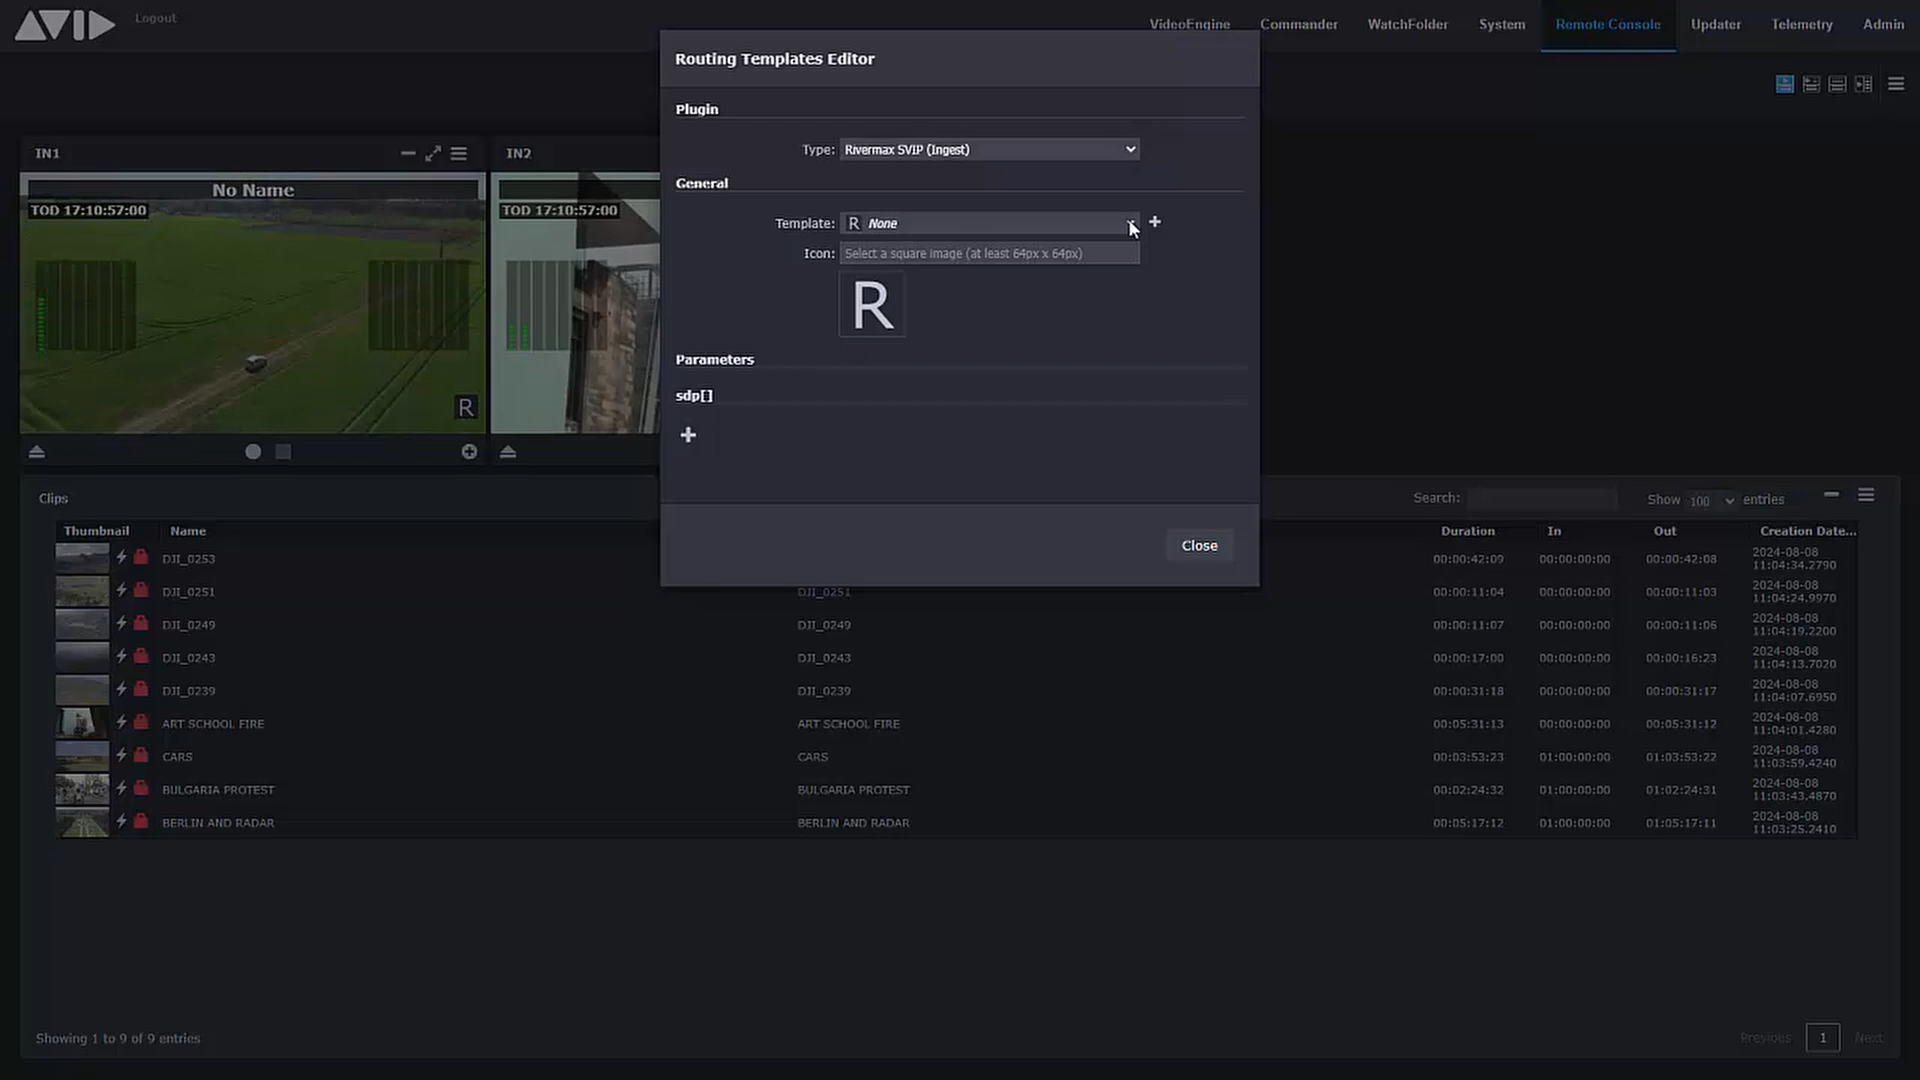 AVID
Logout
VideoEngine
Commander
WatchFolder
System
Remote Console
Updater
Telemetry
Admin
Routing Templates Editor
Plugin
Type: Rivermax SVIP (Ingest)
General
Template: R None
Icon: Select a square image (at least 64px x 64px)
R
Parameters
sdp[]
Close
IN1
No Name
TOD 17:10:57:00
R
IN2
TOD 17:10:57:00
Clips
Search:
Show 100 entries
Thumbnail Name Duration In Out Creation Date...
DJI_0253 00:00:42:09 00:00:00:00 00:00:42:08 2024-08-08 11:04:34.2790
DJI_0251 DJI_0251 00:00:11:04 00:00:00:00 00:00:11:03 2024-08-08 11:04:24.9970
DJI_0249 DJI_0249 00:00:11:07 00:00:00:00 00:00:11:06 2024-08-08 11:04:19.2200
DJI_0243 DJI_0243 00:00:17:00 00:00:00:00 00:00:16:23 2024-08-08 11:04:13.7020
DJI_0239 DJI_0239 00:00:31:18 00:00:00:00 00:00:31:17 2024-08-08 11:04:07.6950
ART SCHOOL FIRE ART SCHOOL FIRE 00:05:31:13 00:00:00:00 00:05:31:12 2024-08-08 11:04:01.4280
CARS CARS 00:03:53:23 01:00:00:00 01:03:53:22 2024-08-08 11:03:59.4240
BULGARIA PROTEST BULGARIA PROTEST 00:02:24:32 01:00:00:00 01:02:24:31 2024-08-08 11:03:43.4870
BERLIN AND RADAR BERLIN AND RADAR 00:05:17:12 01:00:00:00 01:05:17:11 2024-08-08 11:03:25.2410
Showing 1 to 9 of 9 entries
Previous 1 Next